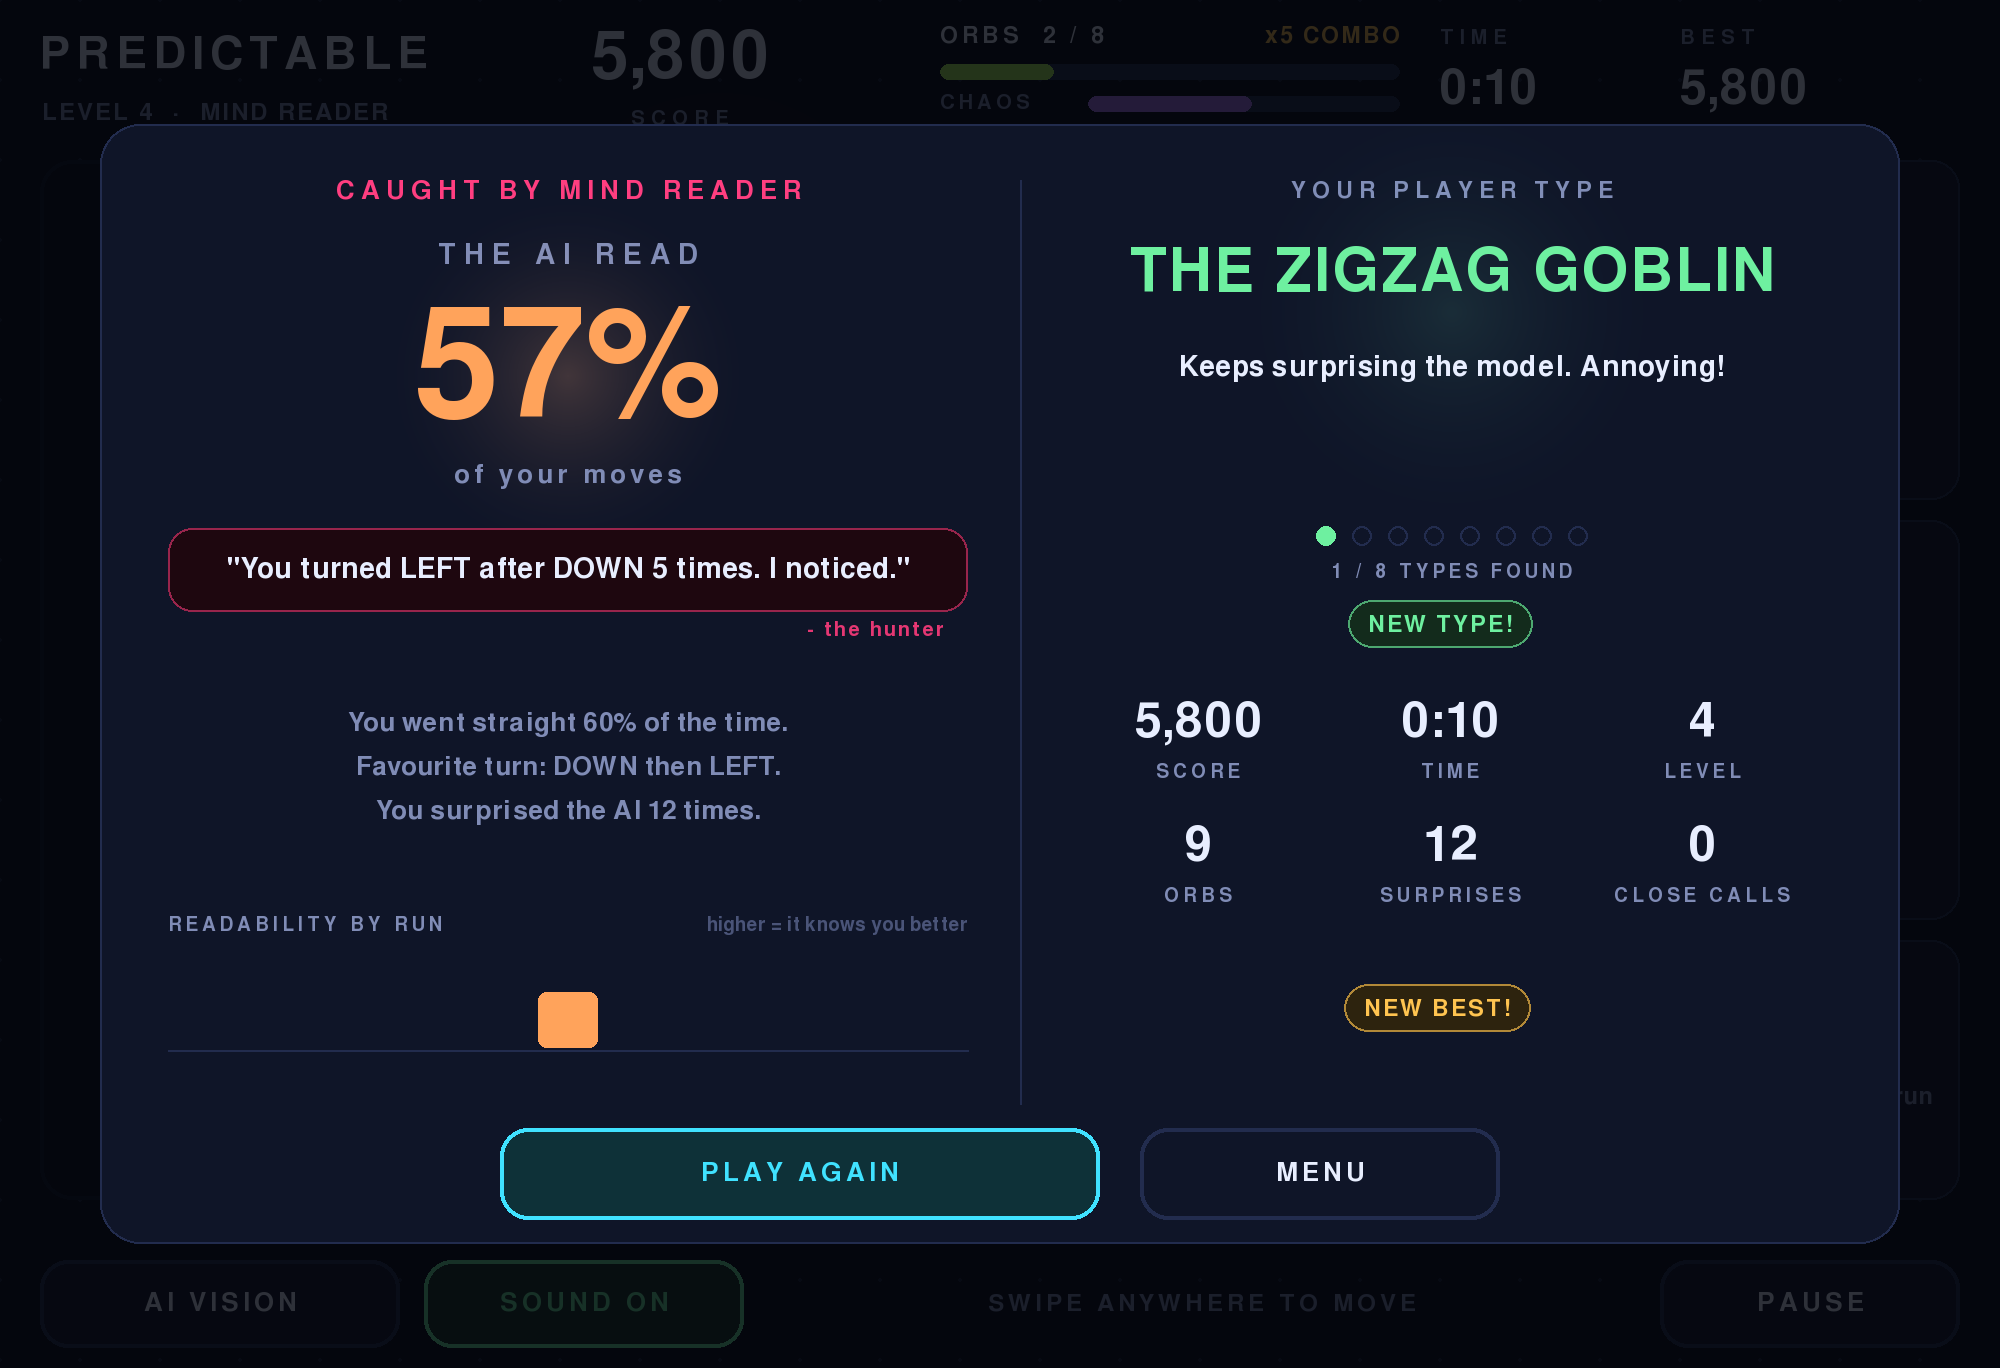 PREDICTABLE
LEVEL 4 · MIND READER
5,800
SCORE
ORBS 2 / 8
x5 COMBO
CHAOS
TIME
0:10
BEST
5,800
CAUGHT BY MIND READER
THE AI READ
57%
of your moves
"You turned LEFT after DOWN 5 times. I noticed."
- the hunter
You went straight 60% of the time.
Favourite turn: DOWN then LEFT.
You surprised the AI 12 times.
READABILITY BY RUN
higher = it knows you better
YOUR PLAYER TYPE
THE ZIGZAG GOBLIN
Keeps surprising the model. Annoying!
1 / 8 TYPES FOUND
NEW TYPE!
5,800
SCORE
0:10
TIME
4
LEVEL
9
ORBS
12
SURPRISES
0
CLOSE CALLS
NEW BEST!
run
PLAY AGAIN
MENU
AI VISION
SOUND ON
SWIPE ANYWHERE TO MOVE
PAUSE